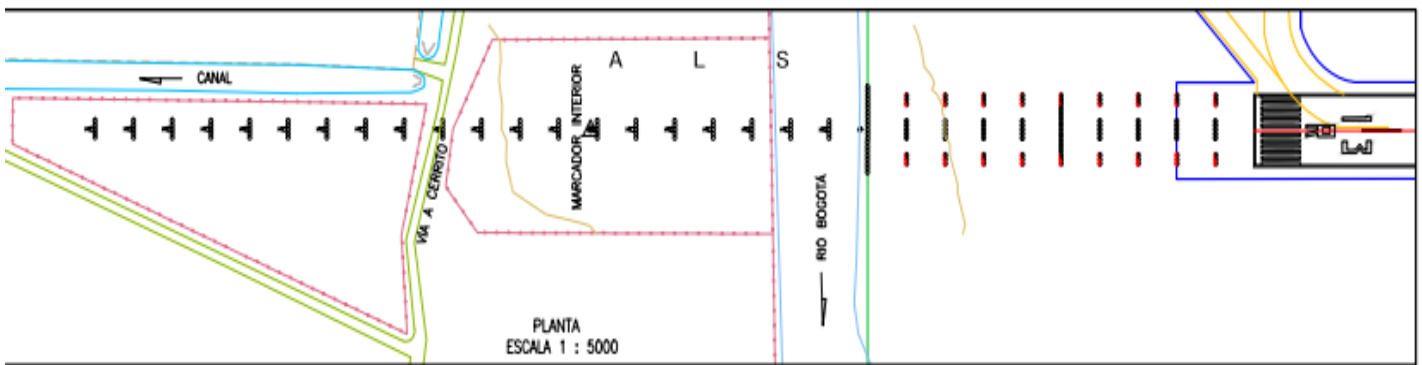 CANAL
A L S
MARCADOR INTERIOR
VIA A CERRITO
RIO BOGOTÁ
PLANTA
ESCALA 1 : 5000